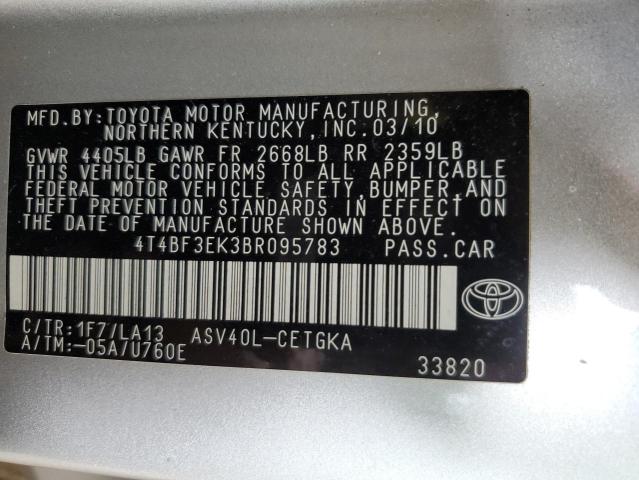 MFD.BY:TOYOTA MOTOR MANUFACTURING,
NORTHERN KENTUCKY,INC.03/10
GVWR 4405LB GAWR FR 2668LB RR 2359LB
THIS VEHICLE CONFORMS TO ALL APPLICABLE
FEDERAL MOTOR VEHICLE SAFETY,BUMPER,AND
THEFT PREVENTION STANDARDS IN EFFECT ON
THE DATE OF MANUFACTURE SHOWN ABOVE.
4T4BF3EK3BR095783 PASS.CAR
C/TR:1F7/LA13 ASV40L-CETGKA
A/TM:-05A/U760E
33820